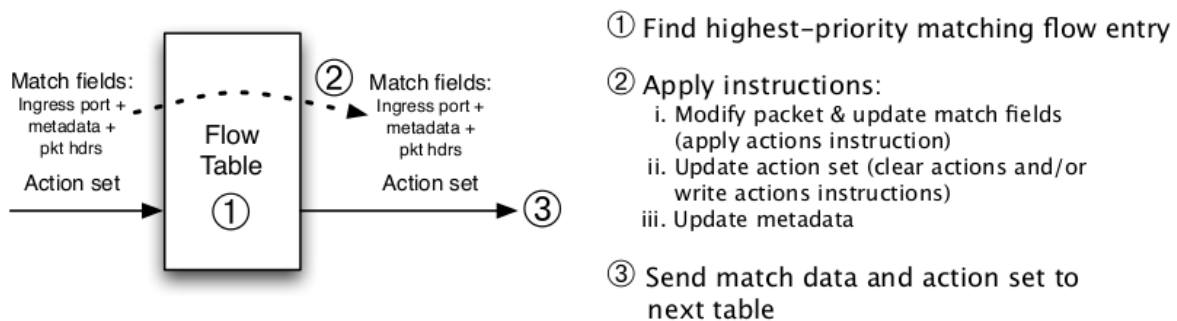 Match fields:
Ingress port +
metadata +
pkt hdrs
Action set
Flow
Table
①
②
Match fields:
Ingress port +
metadata +
pkt hdrs
Action set
③
① Find highest-priority matching flow entry
② Apply instructions:
i. Modify packet & update match fields
(apply actions instruction)
ii. Update action set (clear actions and/or
write actions instructions)
iii. Update metadata
③ Send match data and action set to
next table